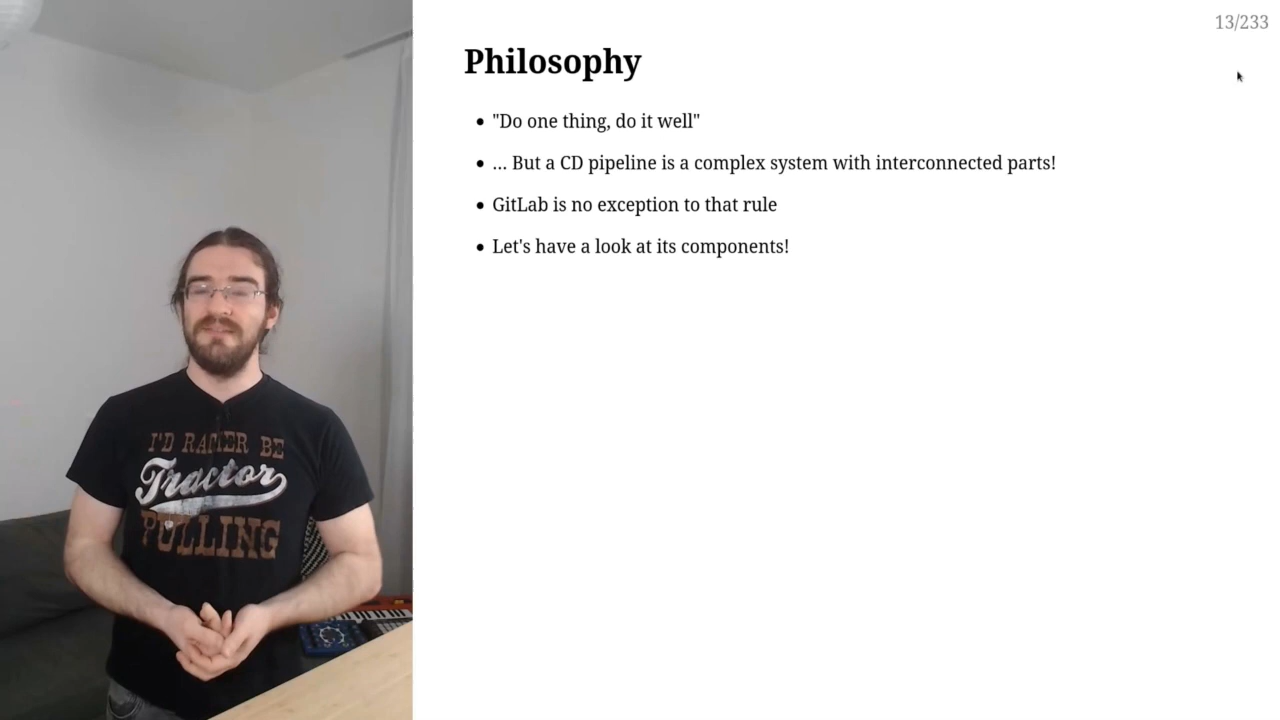 13/233
Philosophy
• "Do one thing, do it well"
• ... But a CD pipeline is a complex system with interconnected parts!
• GitLab is no exception to that rule
• Let's have a look at its components!
I'D RATHER BE
Tractor
PULLING